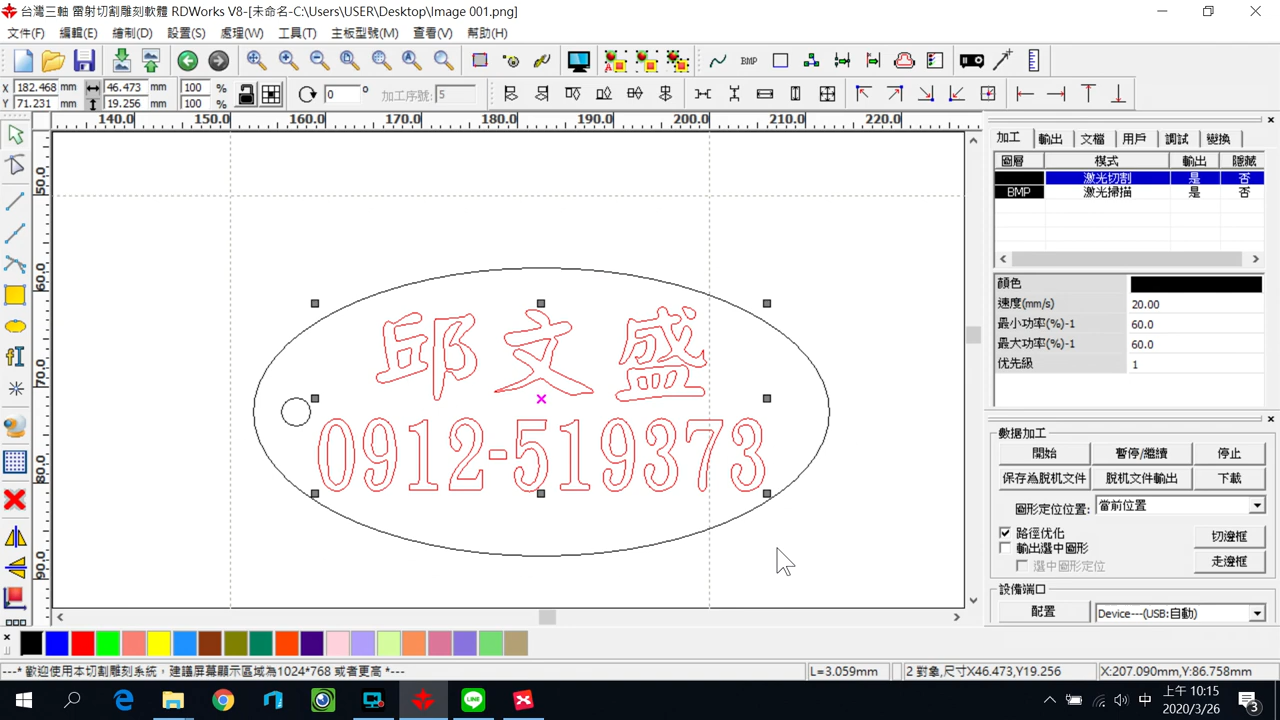 台灣三軸 雷射切割雕刻軟體 RDWorks V8-[未命名-C:\Users\USER\Desktop\Image 001.png]
文件(F) 編輯(E) 繪制(D) 設置(S) 處理(W) 工具(T) 主板型號(M) 查看(V) 幫助(H)
BMP
X 182.468 mm 46.473 mm 100 %
Y 71.231 mm 19.256 mm 100 %
0 ° 加工序號: 5
140.0 150.0 160.0 170.0 180.0 190.0 200.0 210.0 220.0
50.0
60.0
70.0
80.0
90.0
邱文盛
0912-519373
加工 輸出 文檔 用戶 調試 變換
圖層 模式 輸出 隱藏
激光切割 是 否
BMP 激光掃描 是 否
顏色
速度(mm/s) 20.00
最小功率(%)-1 60.0
最大功率(%)-1 60.0
优先級 1
數据加工
開始 暫停/繼續 停止
保存為脫机文件 脫机文件輸出 下載
圖形定位位置: 當前位置
路徑优化 切邊框
輸出選中圖形
選中圖形定位 走邊框
設備端口
配置 Device---(USB:自動)
---* 歡迎使用本切割雕刻系統，建議屏幕顯示區域為1024*768 或者更高 *--- L=3.059mm 2 對象,尺寸X46.473,Y19.256 X:207.090mm,Y:86.758mm
中 上午 10:15
2020/3/26
3